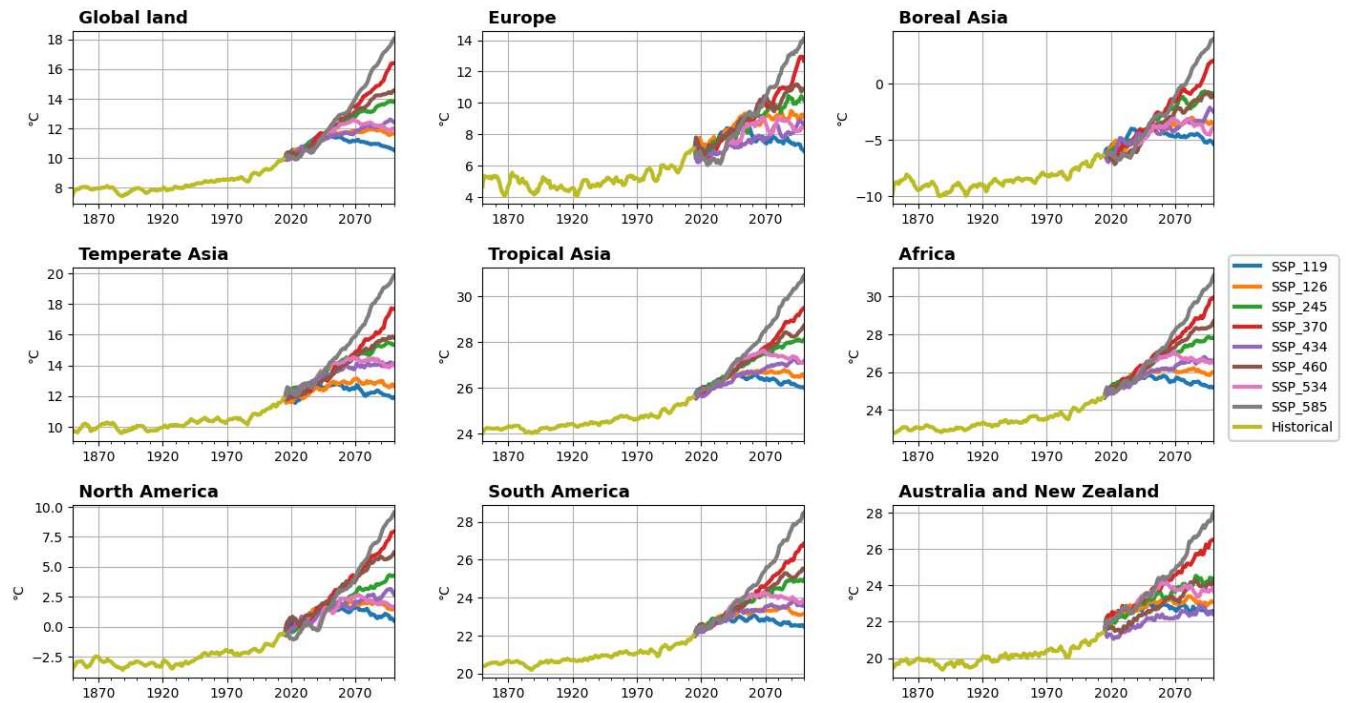 Global land
Europe
Boreal Asia
18
16
14
12
10
8
°C
1870 1920 1970 2020 2070
14
12
10
8
6
4
°C
1870 1920 1970 2020 2070
0
−5
−10
°C
1870 1920 1970 2020 2070
Temperate Asia
Tropical Asia
Africa
20
18
16
14
12
10
°C
1870 1920 1970 2020 2070
30
28
26
24
°C
1870 1920 1970 2020 2070
30
28
26
24
°C
1870 1920 1970 2020 2070
SSP_119
SSP_126
SSP_245
SSP_370
SSP_434
SSP_460
SSP_534
SSP_585
Historical
North America
South America
Australia and New Zealand
10.0
7.5
5.0
2.5
0.0
−2.5
°C
1870 1920 1970 2020 2070
28
26
24
22
20
°C
1870 1920 1970 2020 2070
28
26
24
22
20
°C
1870 1920 1970 2020 2070